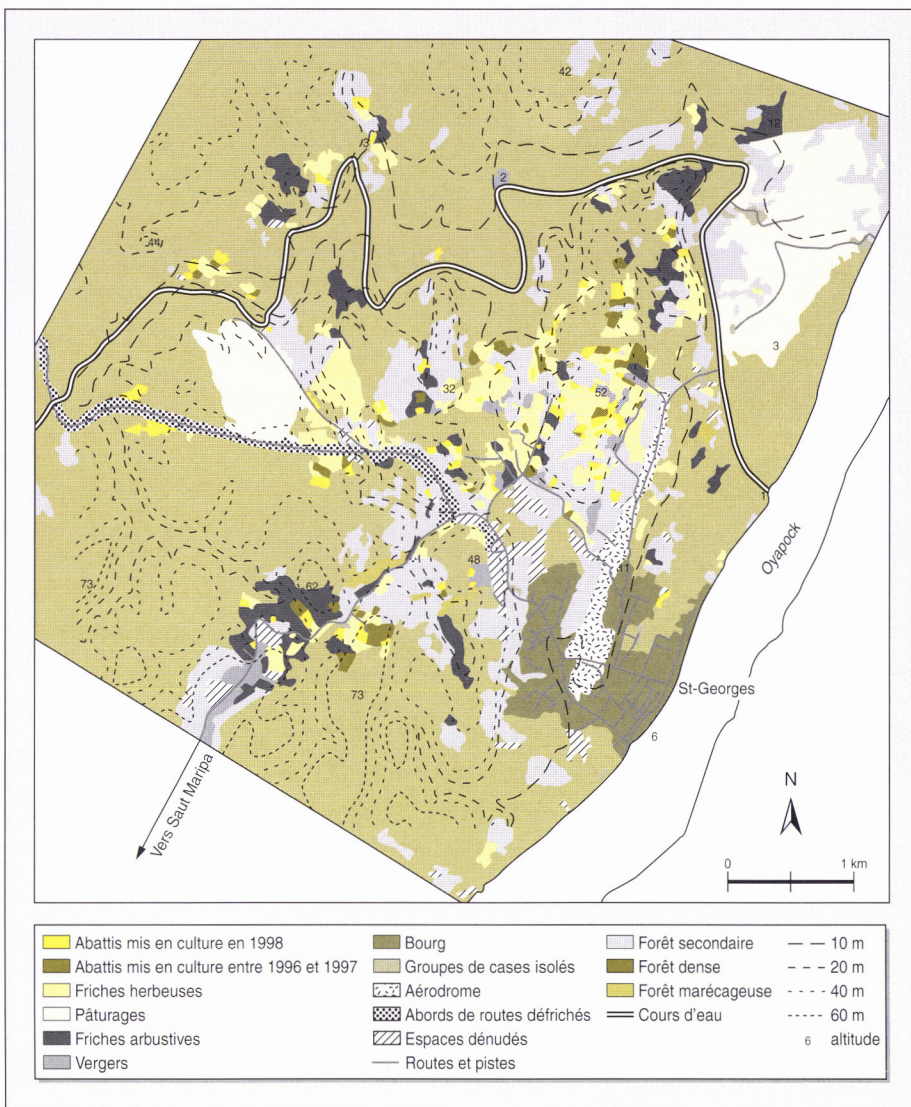 42
12
3
2
44
3
32
52
48
11
62
73
73
St-Georges
6
Oyapock
Vers Saut Maripa
N
0 1 km
Abattis mis en culture en 1998
Abattis mis en culture entre 1996 et 1997
Friches herbeuses
Pâturages
Friches arbustives
Vergers
Bourg
Groupes de cases isolés
Aérodrome
Abords de routes défrichés
Espaces dénudés
Routes et pistes
Forêt secondaire
Forêt dense
Forêt marécageuse
Cours d'eau
10 m
20 m
40 m
60 m
6 altitude